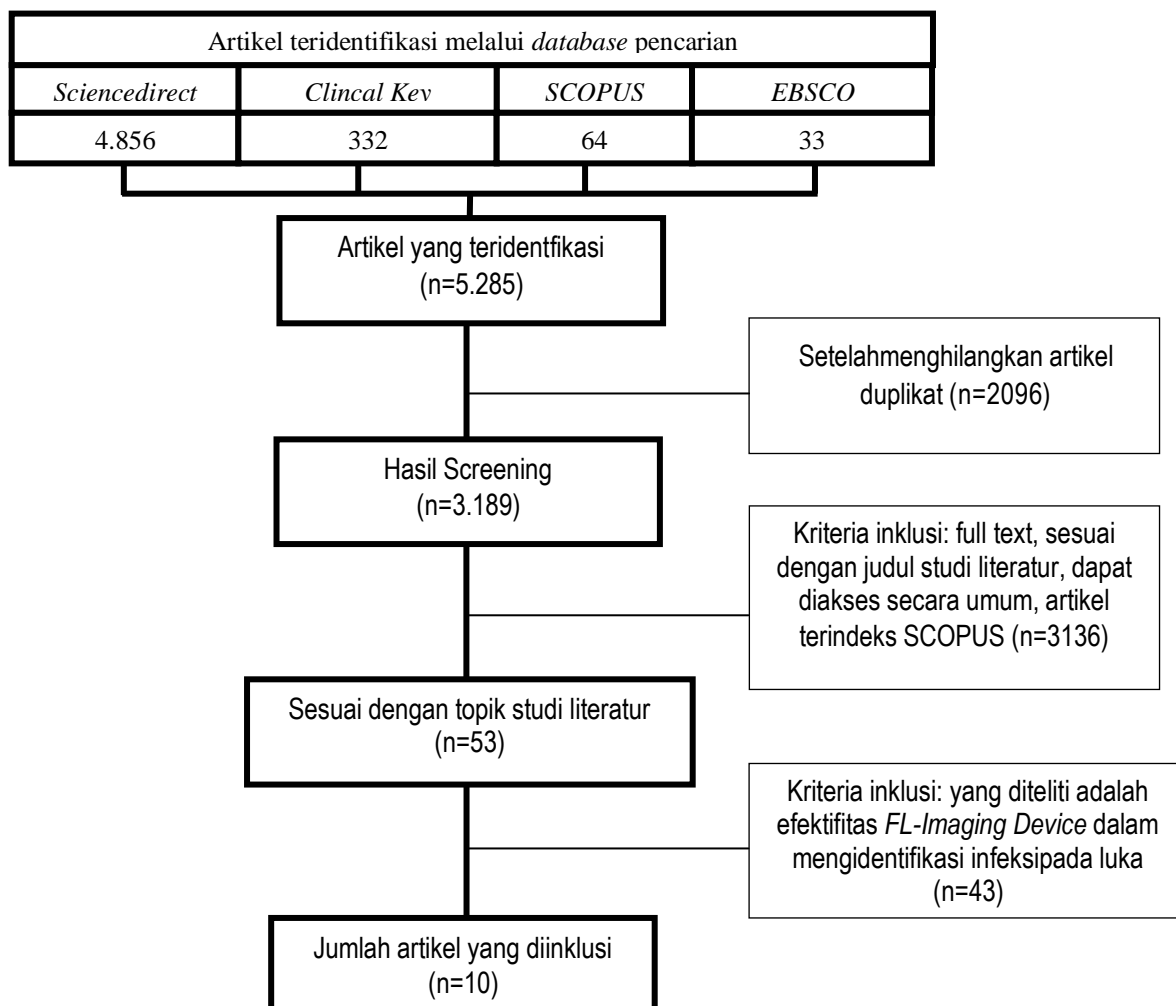 Artikel teridentifikasi melalui database pencarian
Sciencedirect Clincal Key SCOPUS EBSCO
4.856 332 64 33
Artikel yang teridentfikasi
(n=5.285)
Setelahmenghilangkan artikel
duplikat (n=2096)
Hasil Screening
(n=3.189)
Kriteria inklusi: full text, sesuai
dengan judul studi literatur, dapat
diakses secara umum, artikel
terindeks SCOPUS (n=3136)
Sesuai dengan topik studi literatur
(n=53)
Kriteria inklusi: yang diteliti adalah
efektifitas FL-Imaging Device dalam
mengidentifikasi infeksipada luka
(n=43)
Jumlah artikel yang diinklusi
(n=10)